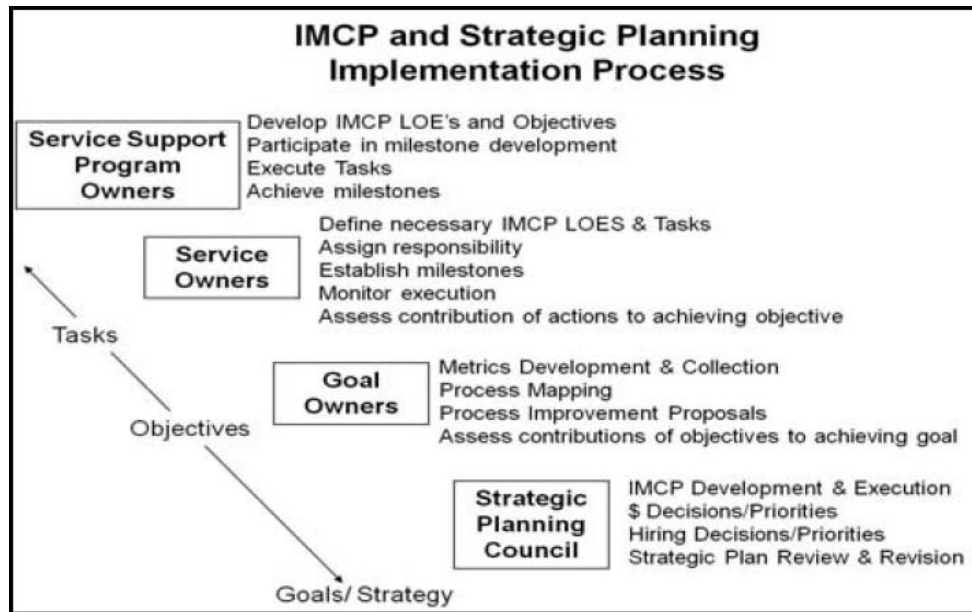 IMCP and Strategic Planning
Implementation Process
Service Support
Program
Owners
Develop IMCP LOE's and Objectives
Participate in milestone development
Execute Tasks
Achieve milestones
Service
Owners
Define necessary IMCP LOES & Tasks
Assign responsibility
Establish milestones
Monitor execution
Assess contribution of actions to achieving objective
Tasks
Goal
Owners
Metrics Development & Collection
Process Mapping
Process Improvement Proposals
Assess contributions of objectives to achieving goal
Objectives
Strategic
Planning
Council
IMCP Development & Execution
$ Decisions/Priorities
Hiring Decisions/Priorities
Strategic Plan Review & Revision
Goals/ Strategy